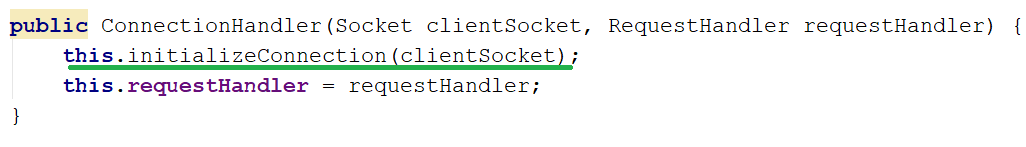 public ConnectionHandler(Socket clientSocket, RequestHandler requestHandler) {
    this.initializeConnection(clientSocket);
    this.requestHandler = requestHandler;
}